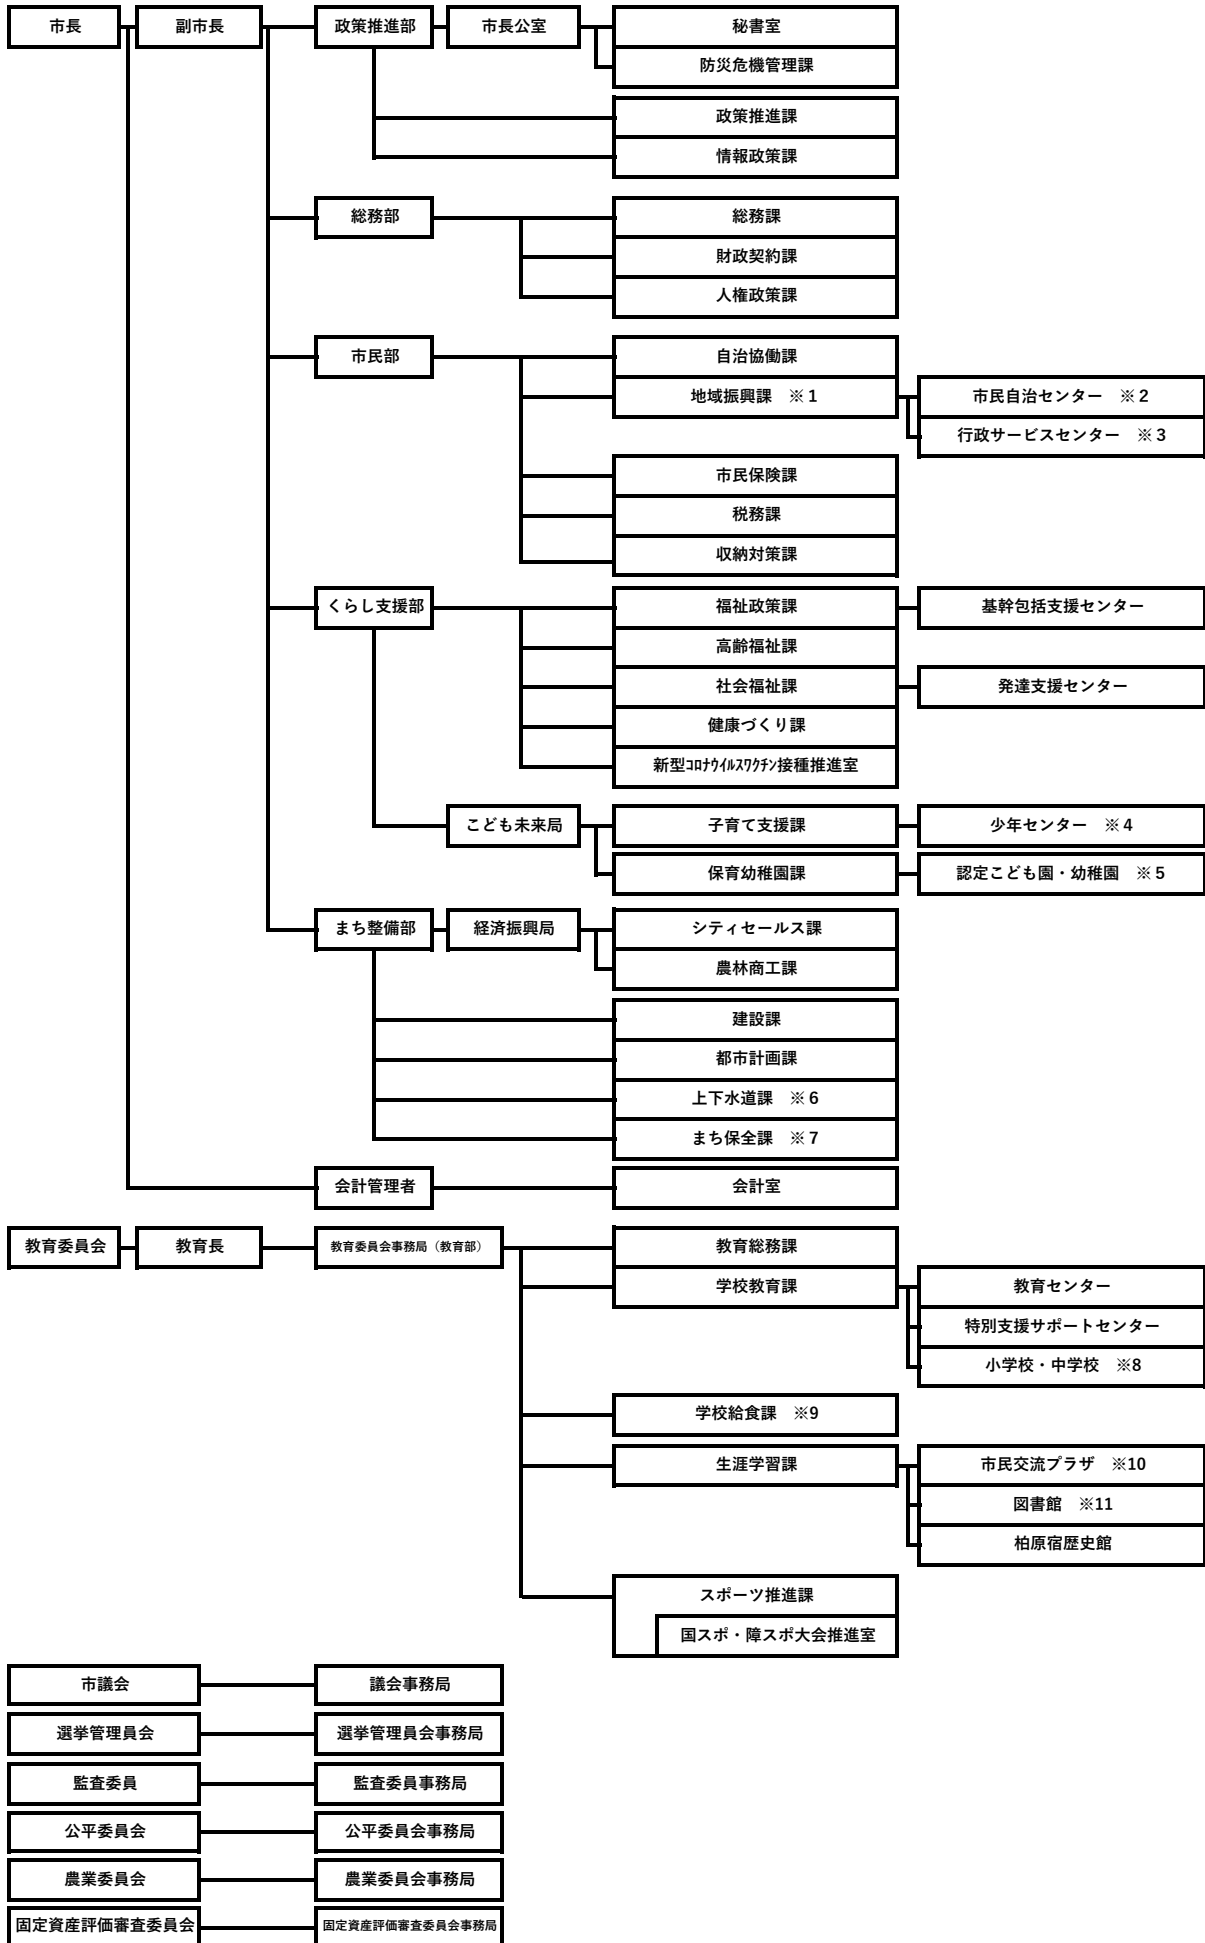 市長
副市長
政策推進部
市長公室
秘書室
防災危機管理課
政策推進課
情報政策課
総務部
総務課
財政契約課
人権政策課
市民部
自治協働課
地域振興課　※１
市民自治センター　※２
行政サービスセンター　※３
市民保険課
税務課
収納対策課
くらし支援部
福祉政策課
基幹包括支援センター
高齢福祉課
社会福祉課
発達支援センター
健康づくり課
新型ｺﾛﾅｳｲﾙｽﾜｸﾁﾝ接種推進室
こども未来局
子育て支援課
少年センター　※４
保育幼稚園課
認定こども園・幼稚園　※５
まち整備部
経済振興局
シティセールス課
農林商工課
建設課
都市計画課
上下水道課　※６
まち保全課　※７
会計管理者
会計室
教育委員会
教育長
教育委員会事務局（教育部）
教育総務課
学校教育課
教育センター
特別支援サポートセンター
小学校・中学校　※8
学校給食課　※9
生涯学習課
市民交流プラザ　※10
図書館　※11
柏原宿歴史館
スポーツ推進課
国スポ・障スポ大会推進室
市議会
議会事務局
選挙管理員会
選挙管理員会事務局
監査委員
監査委員事務局
公平委員会
公平委員会事務局
農業委員会
農業委員会事務局
固定資産評価審査委員会
固定資産評価審査委員会事務局